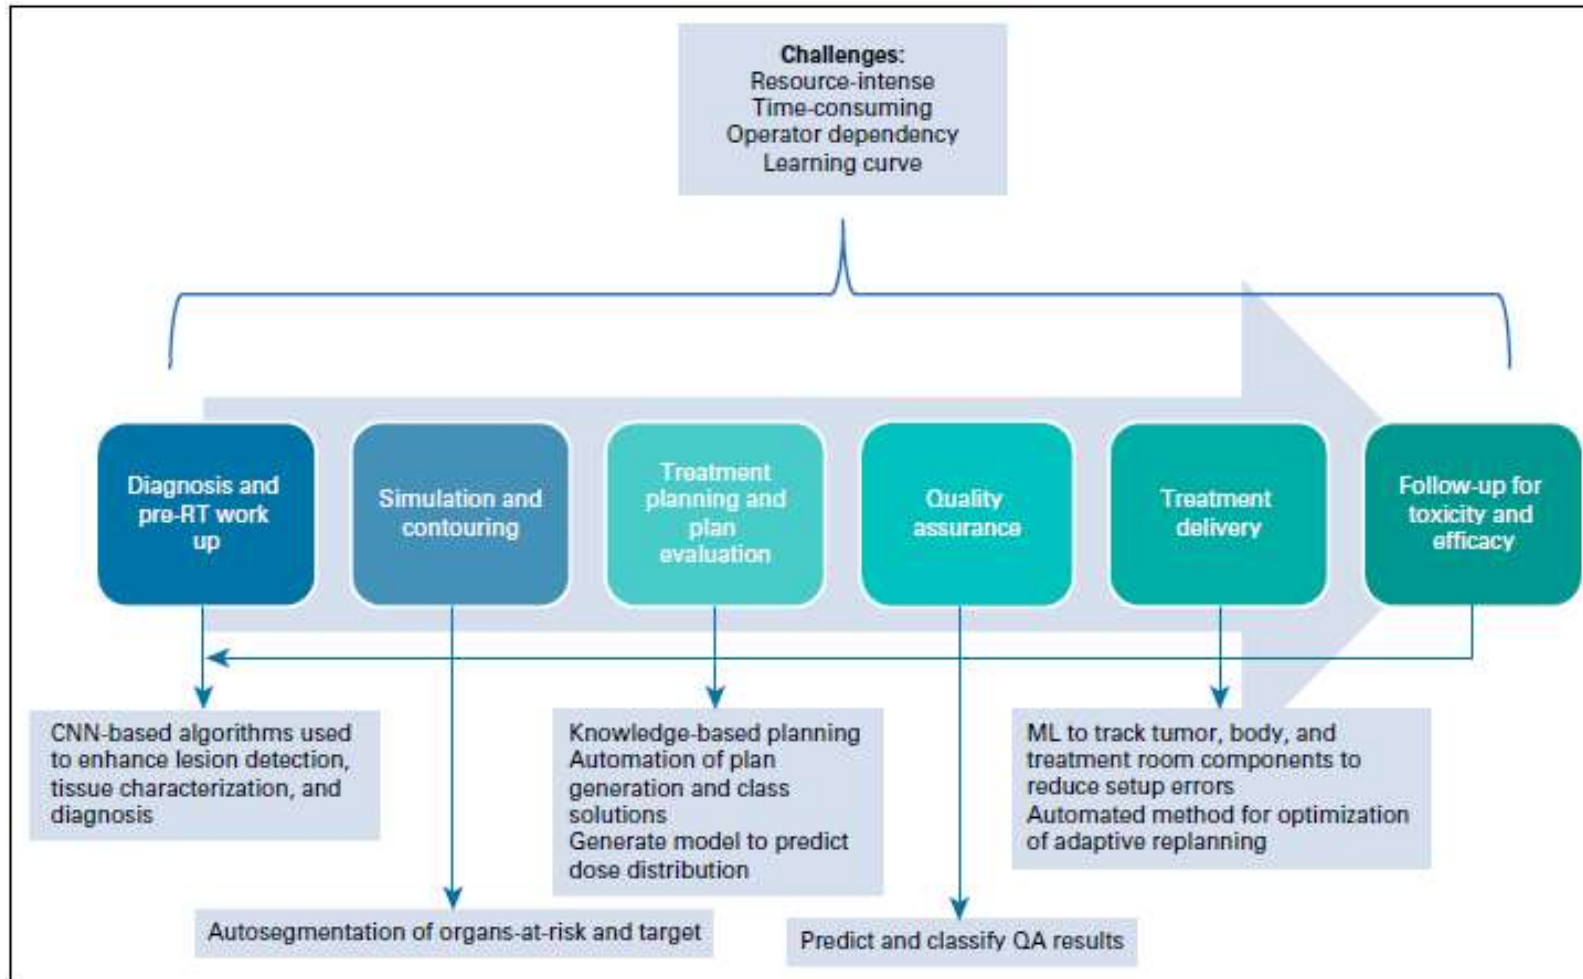 Challenges:
Resource-intense
Time-consuming
Operator dependency
Learning curve
Diagnosis and
pre-RT work
up
Simulation and
contouring
Treatment
planning and
plan
evaluation
Quality
assurance
Treatment
delivery
Follow-up for
toxicity and
efficacy
CNN-based algorithms used
to enhance lesion detection,
tissue characterization, and
diagnosis
Knowledge-based planning
Automation of plan
generation and class
solutions
Generate model to predict
dose distribution
ML to track tumor, body, and
treatment room components to
reduce setup errors
Automated method for optimization
of adaptive replanning
Autosegmentation of organs-at-risk and target
Predict and classify QA results